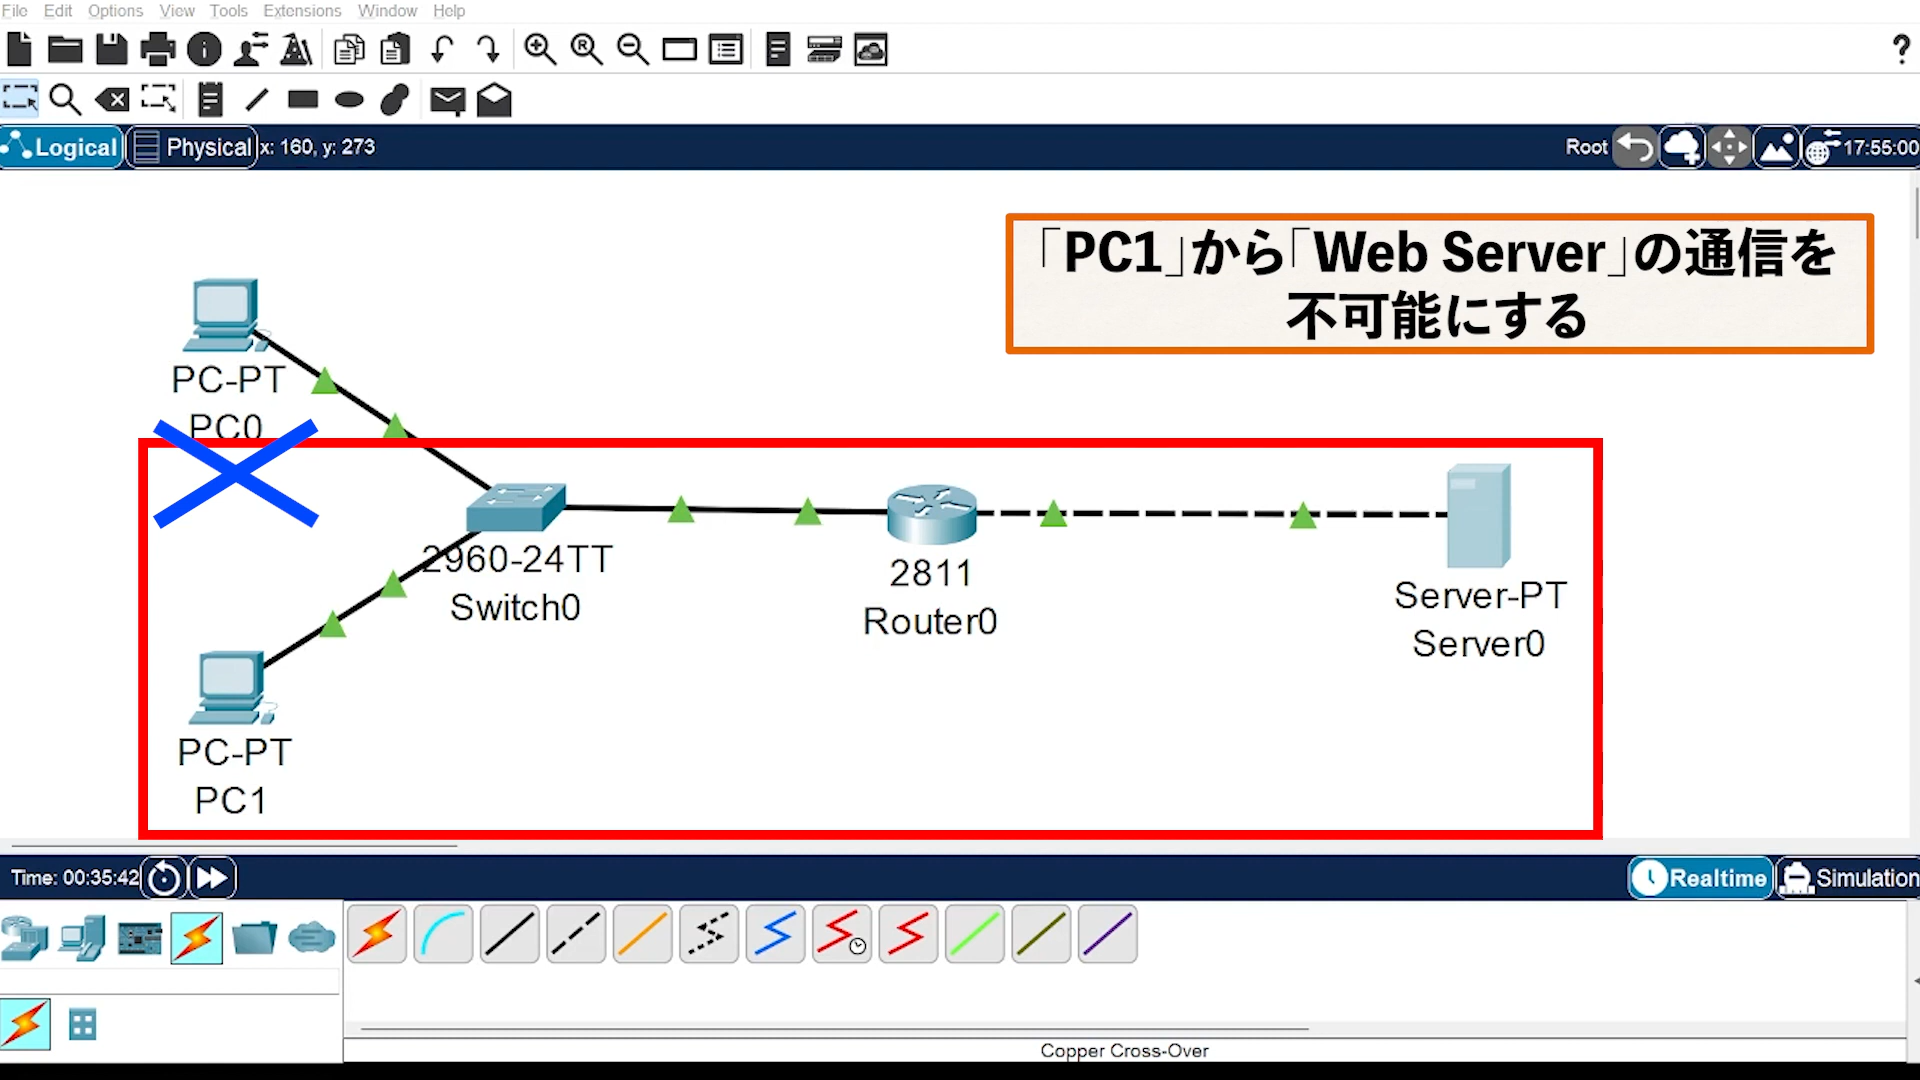 File Edit Options View Tools Extensions Window Help
Logical Physical x: 160, y: 273 Root 17:55:00
「PC1」から「Web Server」の通信を
不可能にする
PC-PT
PC0
2960-24TT
Switch0
2811
Router0
Server-PT
Server0
PC-PT
PC1
Time: 00:35:42 Realtime Simulation
Copper Cross-Over